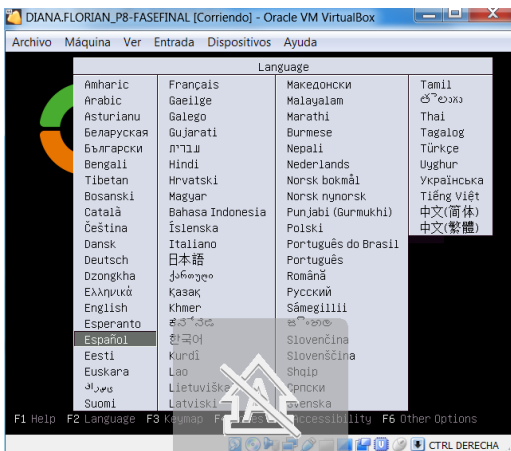 DIANA.FLORIAN_P8-FASEFINAL [Corriendo] - Oracle VM VirtualBox
Archivo Máquina Ver Entrada Dispositivos Ayuda
Language
Amharic Français Македонски Tamil
Arabic Gaeilge Malayalam
Asturianu Galego Marathi Thai
Беларуская Gujarati Burmese Tagalog
Български עברית Nepali Türkçe
Bengali Hindi Nederlands Uyghur
Tibetan Hrvatski Norsk bokmål Українська
Bosanski Magyar Norsk nynorsk Tiếng Việt
Català Bahasa Indonesia Punjabi (Gurmukhi) 中文(简体)
Čeština Íslenska Polski 中文(繁體)
Dansk Italiano Português do Brasil
Deutsch 日本語 Português
Dzongkha ქართული Română
Ελληνικά Қазақ Русский
English Khmer Sámegillii
Esperanto
Español 한국어 Slovenčina
Eesti Kurdî Slovenščina
Euskara Lao Shqip
Lietuviška Српски
Suomi Latviski Svenska
F1 Help F2 Language F3 Keymap F4 Accessibility F6 Other Options
CTRL DERECHA